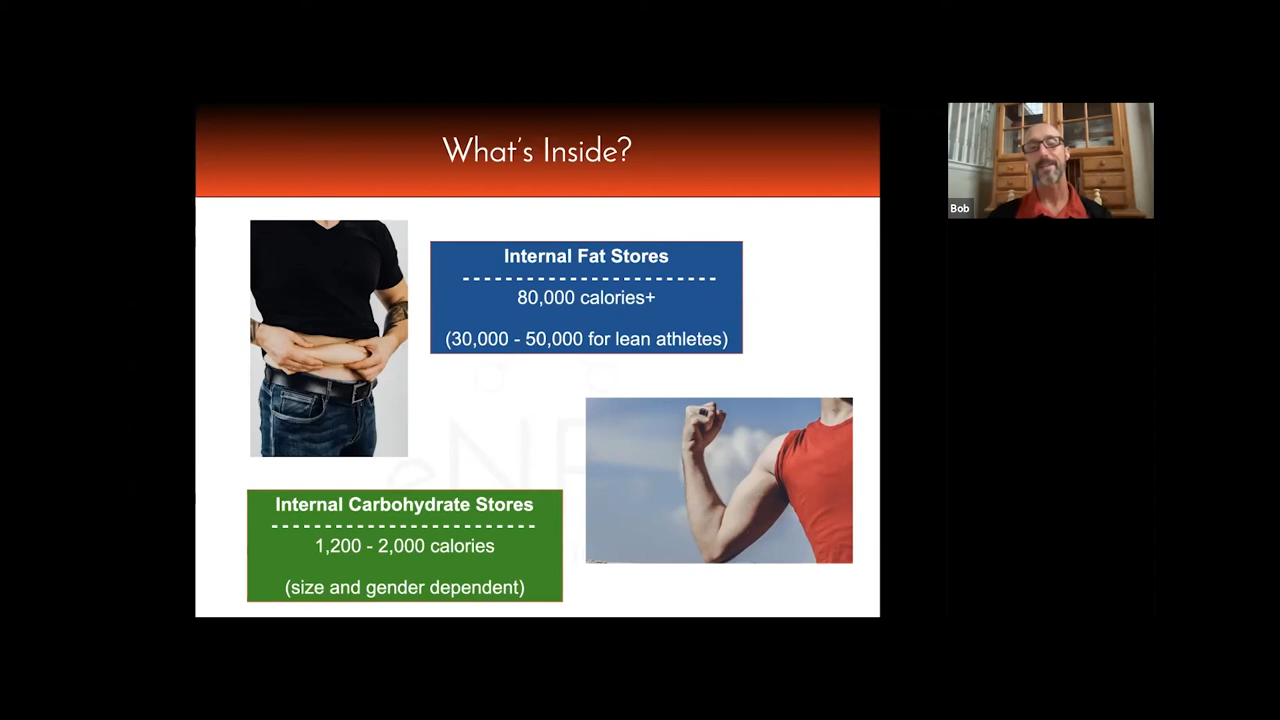 What's Inside?
Bob
Internal Fat Stores
80,000 calories+
(30,000 - 50,000 for lean athletes)
Internal Carbohydrate Stores
1,200 - 2,000 calories
(size and gender dependent)